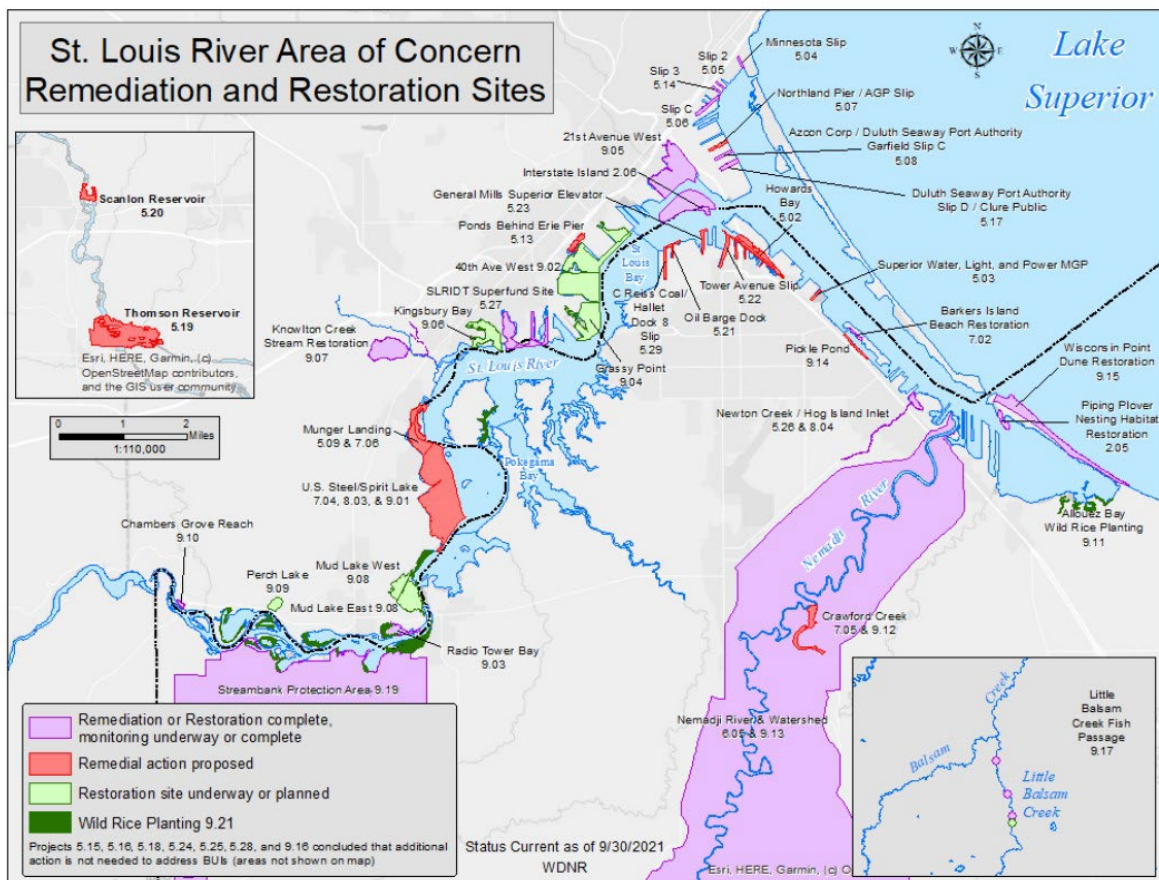 St. Louis River Area of Concern
Remediation and Restoration Sites
N
W
E
S
Lake
Superior
Minnesota Slip
5.04
Slip 2
5.05
Slip 3
5.14
Slip C
5.06
Northland Pier / AGP Slip
5.07
Azcon Corp / Duluth Seaway Port Authority
Garfield Slip C
5.08
21st Avenue West
9.05
Interstate Island 2.06
Duluth Seaway Port Authority
Slip D / Clure Public
5.17
General Mills Superior Elevator
5.23
Howards
Bay
5.02
Ponds Behind Erie Pier
5.13
St
Louis
Bay
40th Ave West 9.02
Superior Water, Light, and Power MGP
5.03
Tower Avenue Slip
5.22
SLRIDT Superfund Site
5.27
C Reiss Coal/
Hallet
Dock 8
Slip
5.29
Oil Barge Dock
5.21
Kingsbury Bay
9.06
Barkers Island
Beach Restoration
7.02
Knowlton Creek
Stream Restoration
9.07
Pickle Pond
9.14
Wisconsin Point
Dune Restoration
9.15
St. Louis River
Grassy Point
9.04
Scanlon Reservoir
5.20
Thomson Reservoir
5.19
Esri, HERE, Garmin, (c)
OpenStreetMap contributors,
and the GIS user community
0 1 2
Miles
1:110,000
Munger Landing
5.09 & 7.06
Newton Creek / Hog Island Inlet
5.26 & 8.04
Piping Plover
Nesting Habitat
Restoration
2.05
Pokegama
Bay
U.S. Steel/Spirit Lake
7.04, 8.03, & 9.01
Chambers Grove Reach
9.10
Allouez Bay
Wild Rice Planting
9.11
Nemadji River
Mud Lake West
9.08
Perch Lake
9.09
Mud Lake East 9.08
Crawford Creek
7.05 & 9.12
Radio Tower Bay
9.03
Streambank Protection Area 9.19
Nemadji River & Watershed
6.05 & 9.13
Remediation or Restoration complete,
monitoring underway or complete
Remedial action proposed
Restoration site underway or planned
Wild Rice Planting 9.21
Projects 5.15, 5.16, 5.18, 5.24, 5.25, 5.28, and 9.16 concluded that additional
action is not needed to address BUIs (areas not shown on map)
Status Current as of 9/30/2021
WDNR
Esri, HERE, Garmin, (c) O
Little
Balsam
Creek Fish
Passage
9.17
Balsam
Creek
Little
Balsam
Creek